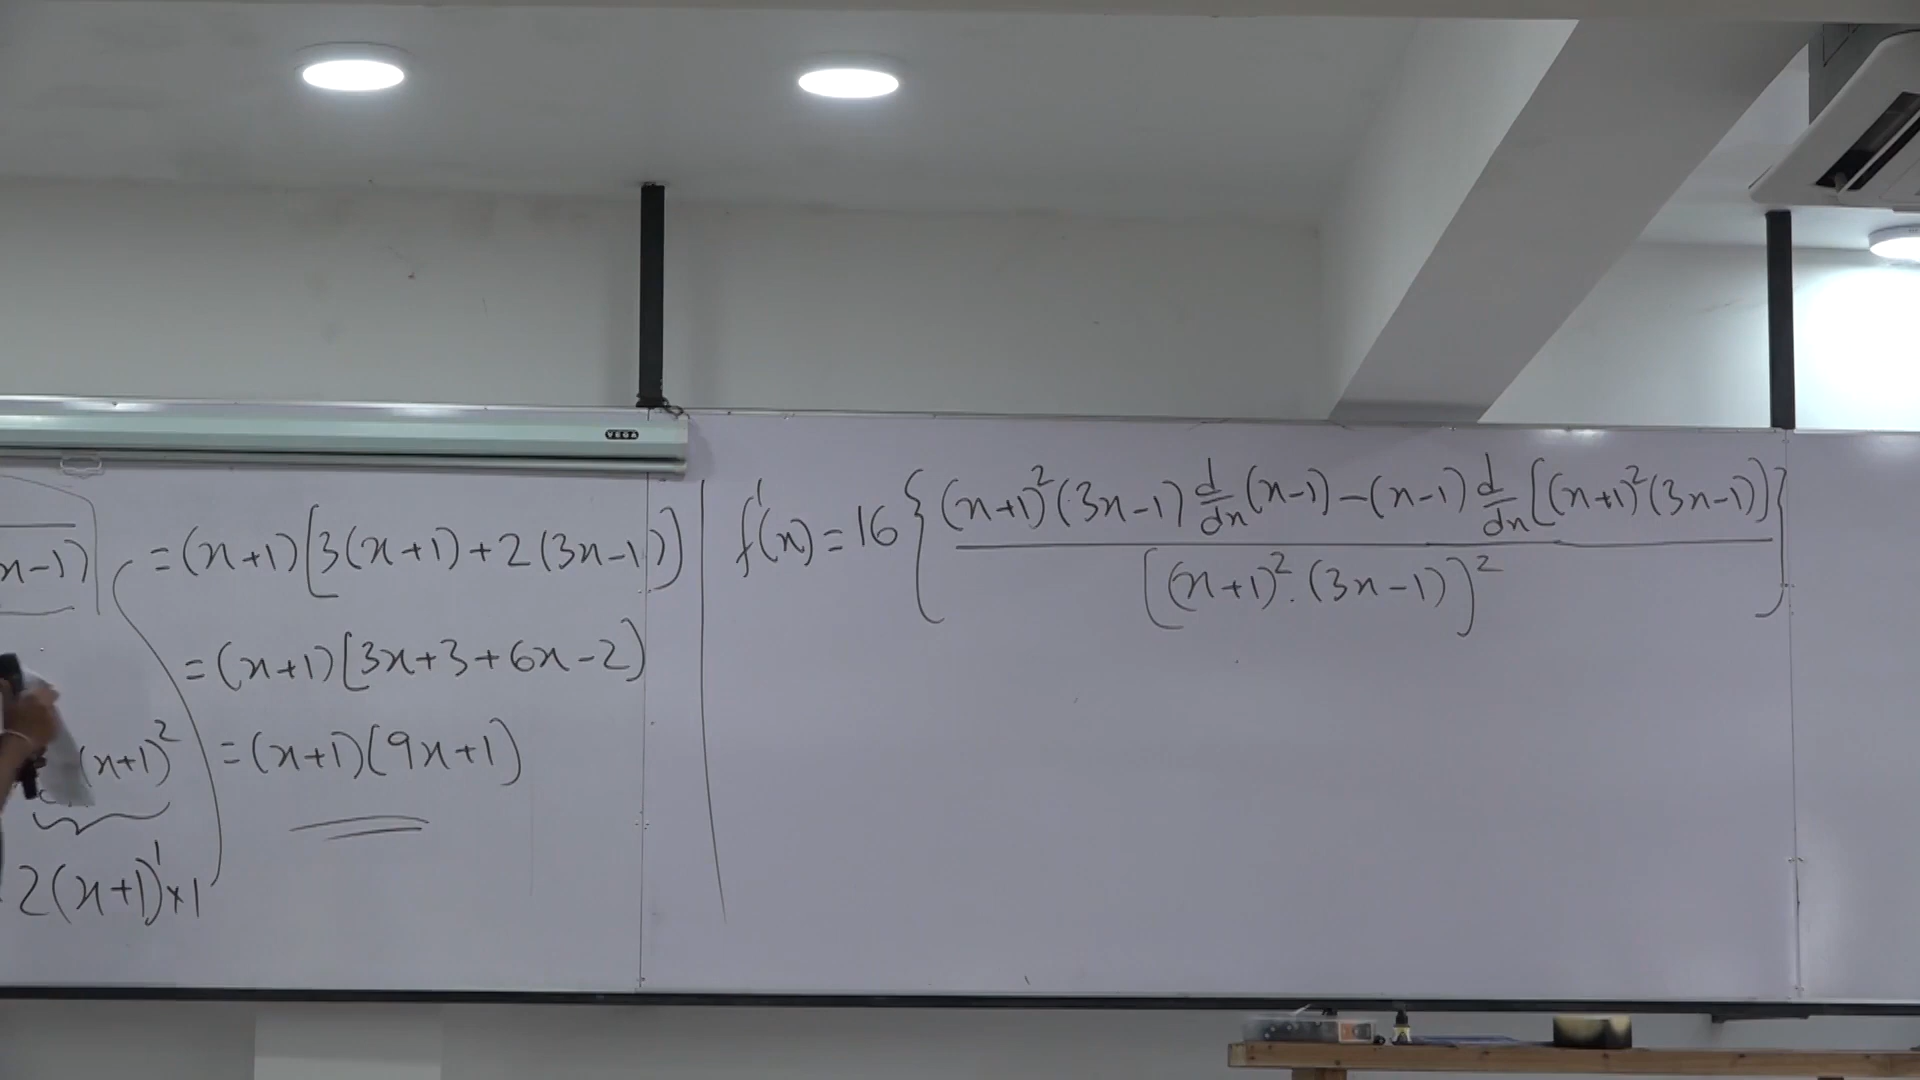 VEGA
n-1)
(x+1)^2
2(x+1)^1×1
=(x+1)[3(x+1)+2(3x-1)]
=(x+1)[3x+3+6x-2)
=(x+1)(9x+1)
f'(x)=16{(x+1)^2(3x-1) d/dx(x-1)-(x-1) d/dx[(x+1)^2(3x-1)]}
[(x+1)^2.(3x-1)]^2